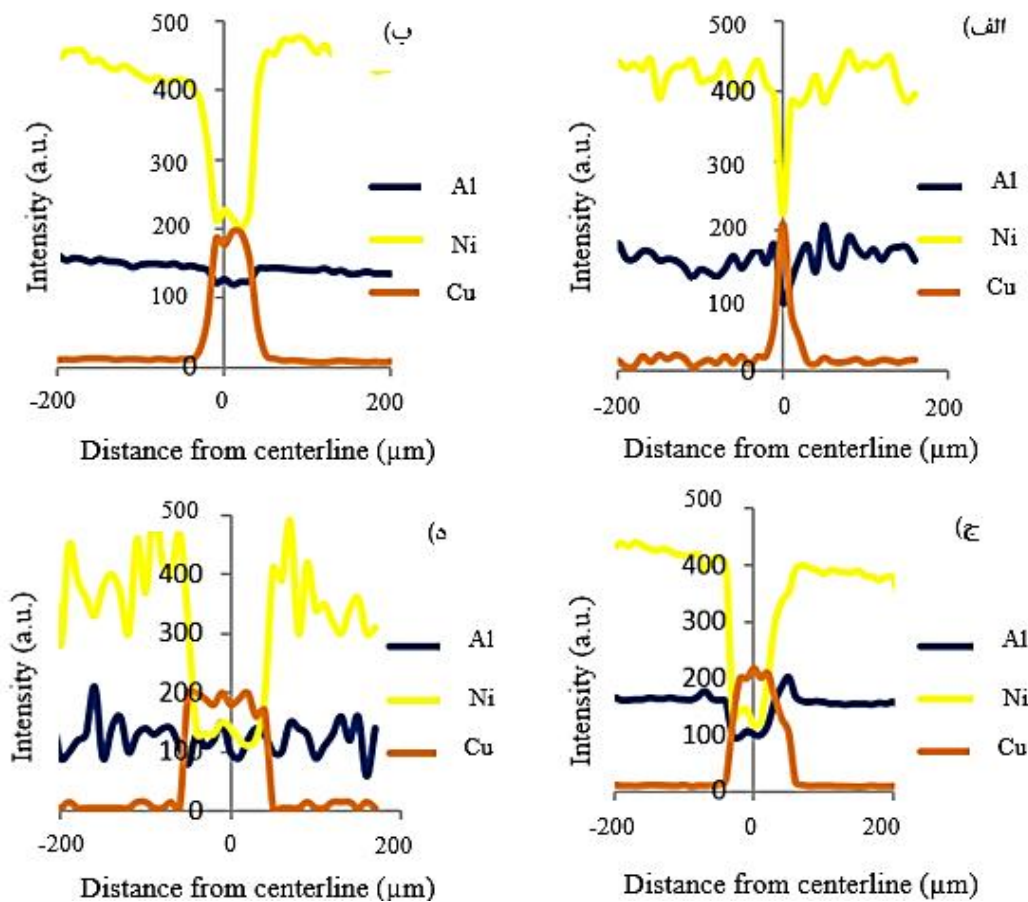 الف)
500
400
300
200
100
0
Intensity (a.u.)
Al
Ni
Cu
-200
0
200
Distance from centerline (µm)
ب)
500
400
300
200
100
0
Intensity (a.u.)
Al
Ni
Cu
-200
0
200
Distance from centerline (µm)
ج)
500
400
300
200
100
0
Intensity (a.u.)
Al
Ni
Cu
-200
0
200
Distance from centerline (µm)
د)
500
400
300
200
100
0
Intensity (a.u.)
Al
Ni
Cu
-200
0
200
Distance from centerline (µm)